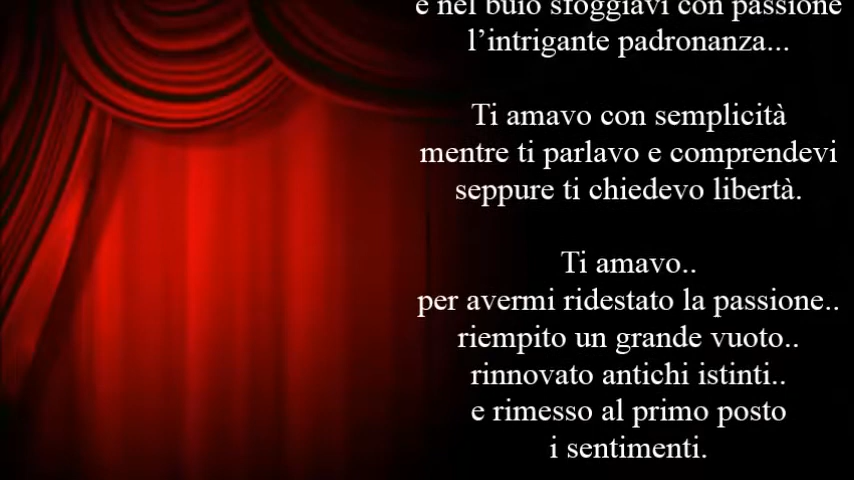 e nel buio sfoggiavi con passione
l'intrigante padronanza...
Ti amavo con semplicità
mentre ti parlavo e comprendevi
seppure ti chiedevo libertà.
Ti amavo..
per avermi ridestato la passione..
riempito un grande vuoto..
rinnovato antichi istinti..
e rimesso al primo posto
i sentimenti.